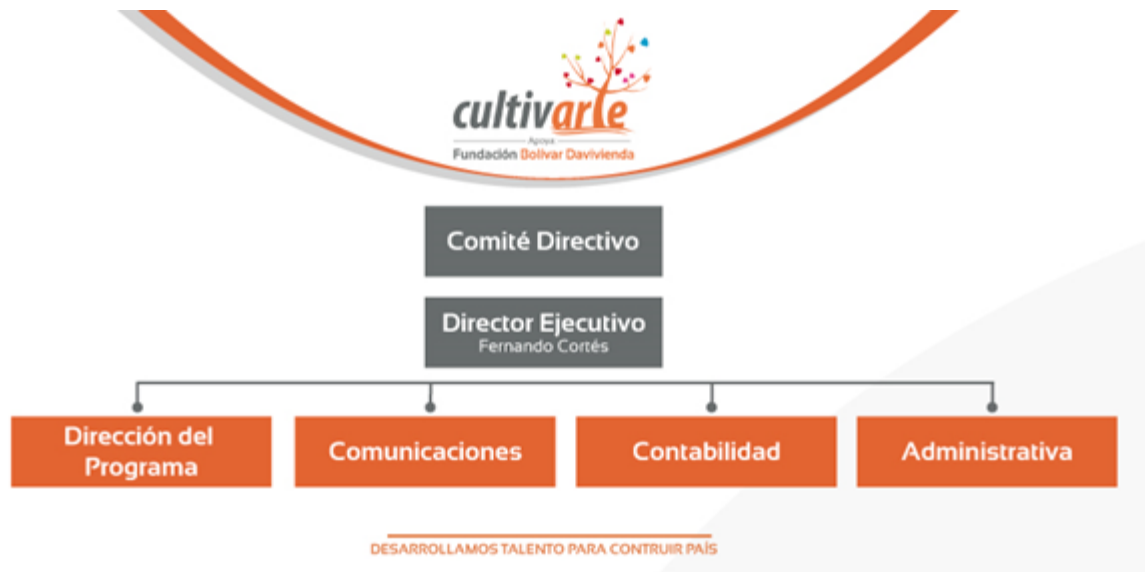 cultivarte
Apoya
Fundación Bolívar Davivienda
Comité Directivo
Director Ejecutivo
Fernando Cortés
Dirección del
Programa
Comunicaciones
Contabilidad
Administrativa
DESARROLLAMOS TALENTO PARA CONTRUIR PAÍS